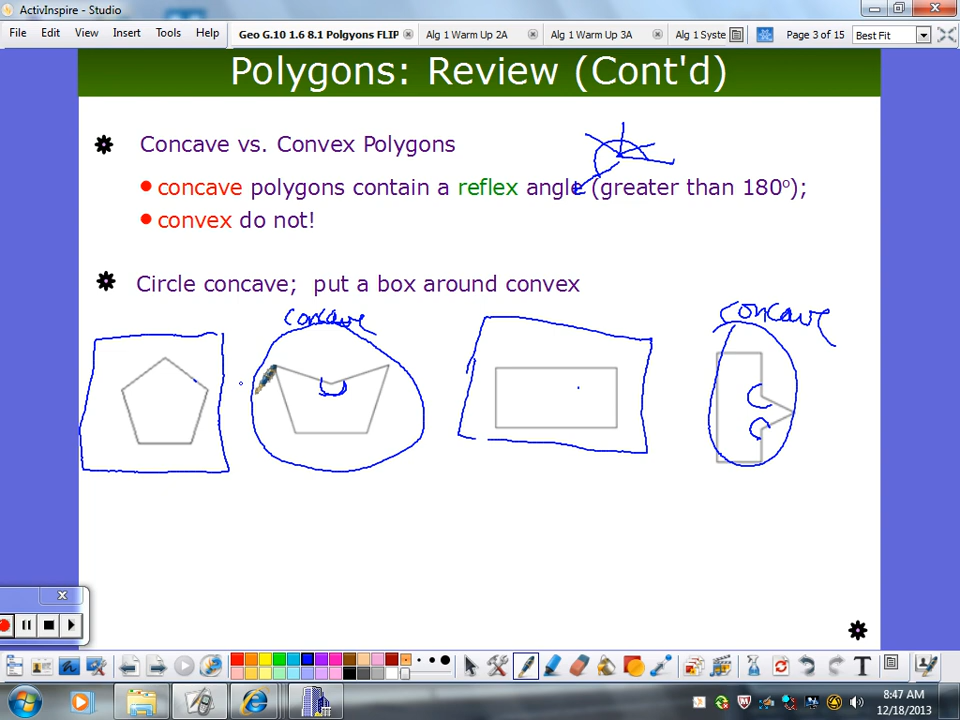 ActivInspire - Studio
File Edit View Insert Tools Help Geo G.10 1.6 8.1 Polgyons FLIP Alg 1 Warm Up 2A Alg 1 Warm Up 3A Alg 1 Syste Page 3 of 15 Best Fit
Polygons: Review (Cont'd)
Concave vs. Convex Polygons
concave polygons contain a reflex angle (greater than 180°);
convex do not!
Circle concave; put a box around convex
concave concave
8:47 AM
12/18/2013